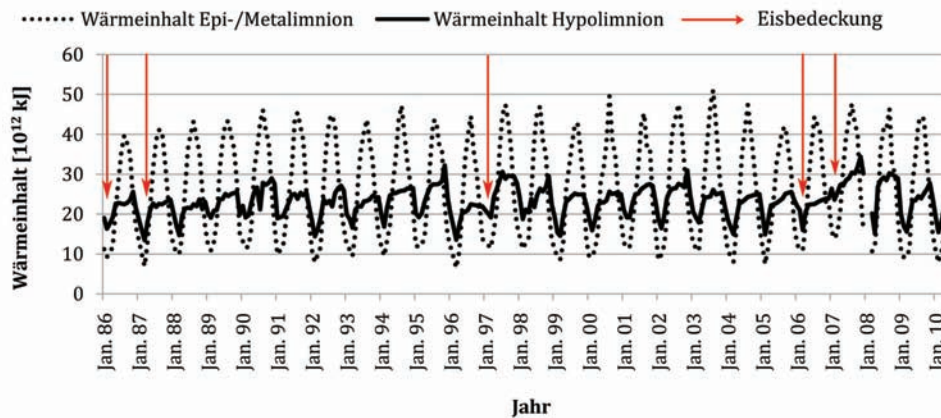 Wärmeinhalt Epi-/Metalimnion Wärmeinhalt Hypolimnion Eisbedeckung
Wärmeinhalt [10¹² kJ]
60
50
40
30
20
10
0
Jan. 86
Jan. 87
Jan. 88
Jan. 89
Jan. 90
Jan. 91
Jan. 92
Jan. 93
Jan. 94
Jan. 95
Jan. 96
Jan. 97
Jan. 98
Jan. 99
Jan. 00
Jan. 01
Jan. 02
Jan. 03
Jan. 04
Jan. 05
Jan. 06
Jan. 07
Jan. 08
Jan. 09
Jan. 10
Jahr